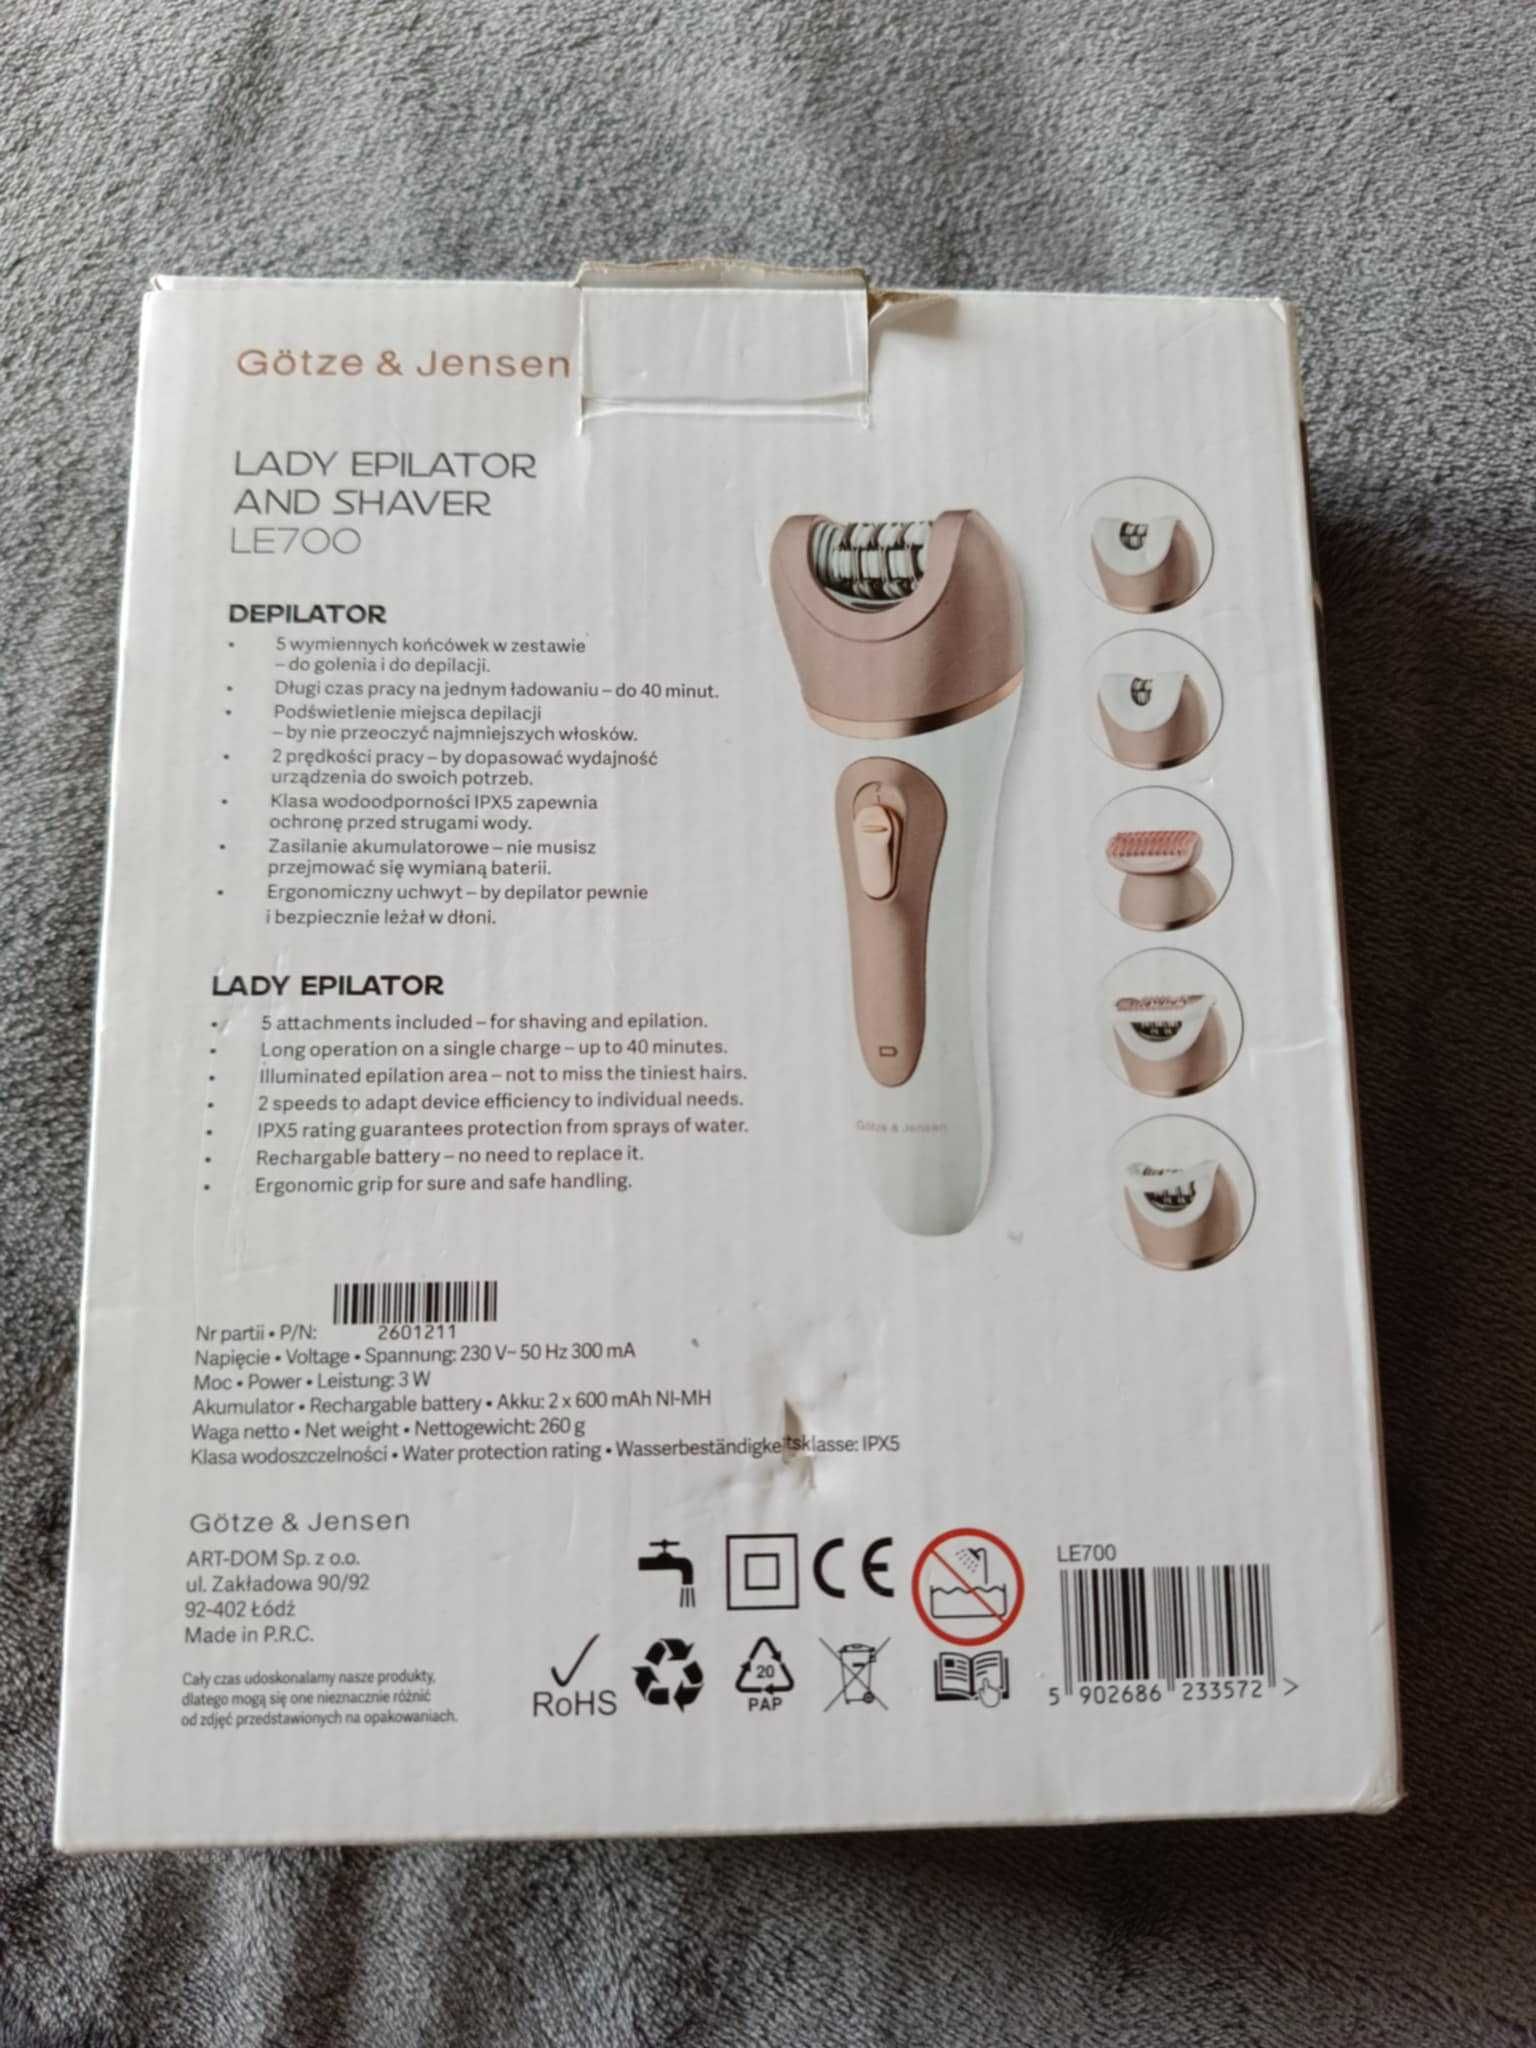 Götze & Jensen
LADY EPILATOR
AND SHAVER
LE700
DEPILATOR
• 5 wymiennych końcówek w zestawie
– do golenia i do depilacji.
• Długi czas pracy na jednym ładowaniu – do 40 minut.
• Podświetlenie miejsca depilacji
– by nie przeoczyć najmniejszych włosków.
• 2 prędkości pracy – by dopasować wydajność
urządzenia do swoich potrzeb.
• Klasa wodoodporności IPX5 zapewnia
ochronę przed strugami wody.
• Zasilanie akumulatorowe – nie musisz
przejmować się wymianą baterii.
• Ergonomiczny uchwyt – by depilator pewnie
i bezpiecznie leżał w dłoni.
LADY EPILATOR
• 5 attachments included – for shaving and epilation.
• Long operation on a single charge – up to 40 minutes.
• Illuminated epilation area – not to miss the tiniest hairs.
• 2 speeds to adapt device efficiency to individual needs.
• IPX5 rating guarantees protection from sprays of water.
• Rechargable battery – no need to replace it.
• Ergonomic grip for sure and safe handling.
2
1
Götze & Jensen
Nr partii • P/N: 2601211
Napięcie • Voltage • Spannung: 230 V~ 50 Hz 300 mA
Moc • Power • Leistung: 3 W
Akumulator • Rechargable battery • Akku: 2 x 600 mAh NI-MH
Waga netto • Net weight • Nettogewicht: 260 g
Klasa wodoszczelności • Water protection rating • Wasserbeständigkeitsklasse: IPX5
Götze & Jensen
ART-DOM Sp. z o.o.
ul. Zakładowa 90/92
92-402 Łódź
Made in P.R.C.
Cały czas udoskonalamy nasze produkty,
dlatego mogą się one nieznacznie różnić
od zdjęć przedstawionych na opakowaniach.
CE
RoHS
20
PAP
LE700
5 902686 233572 >